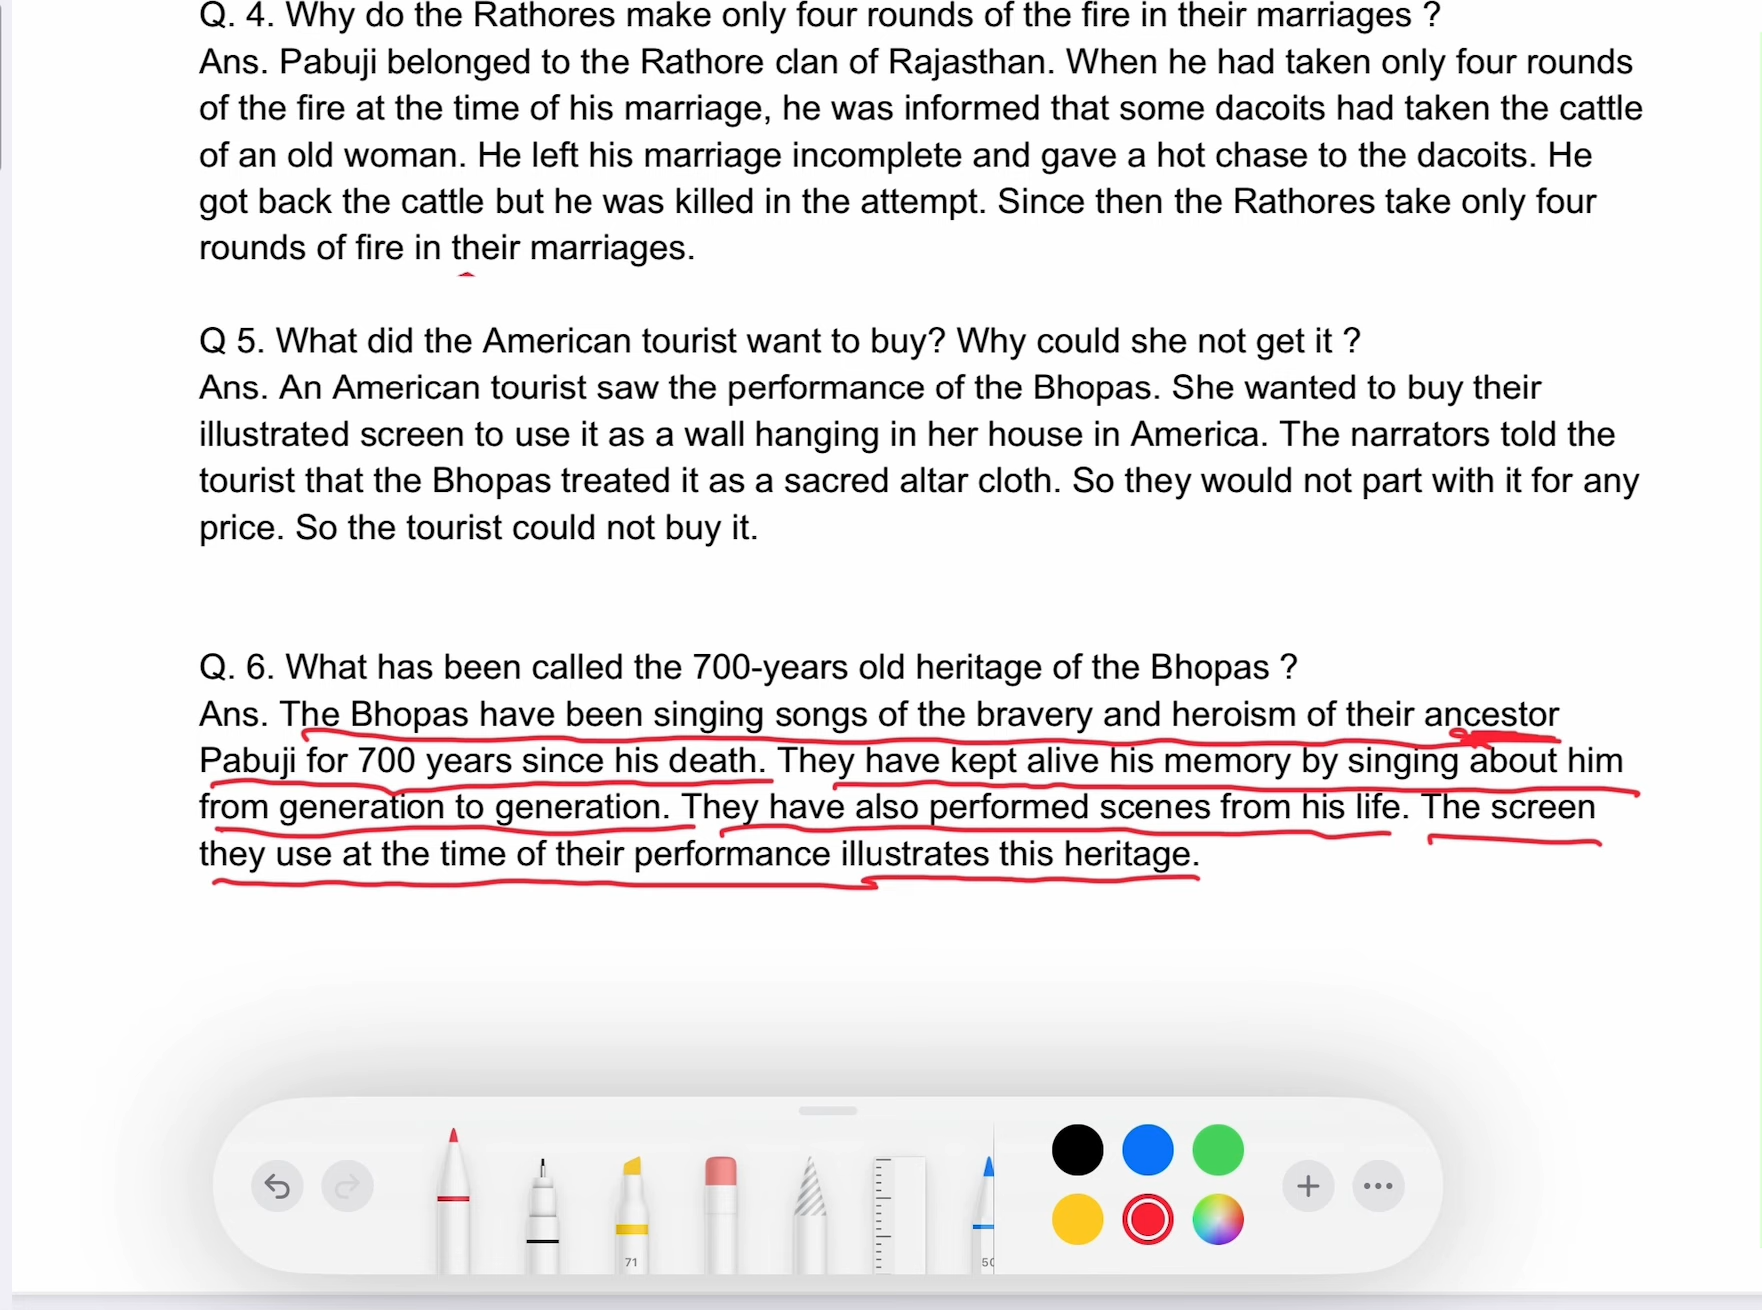 Q. 4. Why do the Rathores make only four rounds of the fire in their marriages ?
Ans. Pabuji belonged to the Rathore clan of Rajasthan. When he had taken only four rounds
of the fire at the time of his marriage, he was informed that some dacoits had taken the cattle
of an old woman. He left his marriage incomplete and gave a hot chase to the dacoits. He
got back the cattle but he was killed in the attempt. Since then the Rathores take only four
rounds of fire in their marriages.
Q 5. What did the American tourist want to buy? Why could she not get it ?
Ans. An American tourist saw the performance of the Bhopas. She wanted to buy their
illustrated screen to use it as a wall hanging in her house in America. The narrators told the
tourist that the Bhopas treated it as a sacred altar cloth. So they would not part with it for any
price. So the tourist could not buy it.
Q. 6. What has been called the 700-years old heritage of the Bhopas ?
Ans. The Bhopas have been singing songs of the bravery and heroism of their ancestor
Pabuji for 700 years since his death. They have kept alive his memory by singing about him
from generation to generation. They have also performed scenes from his life. The screen
they use at the time of their performance illustrates this heritage.
71
50